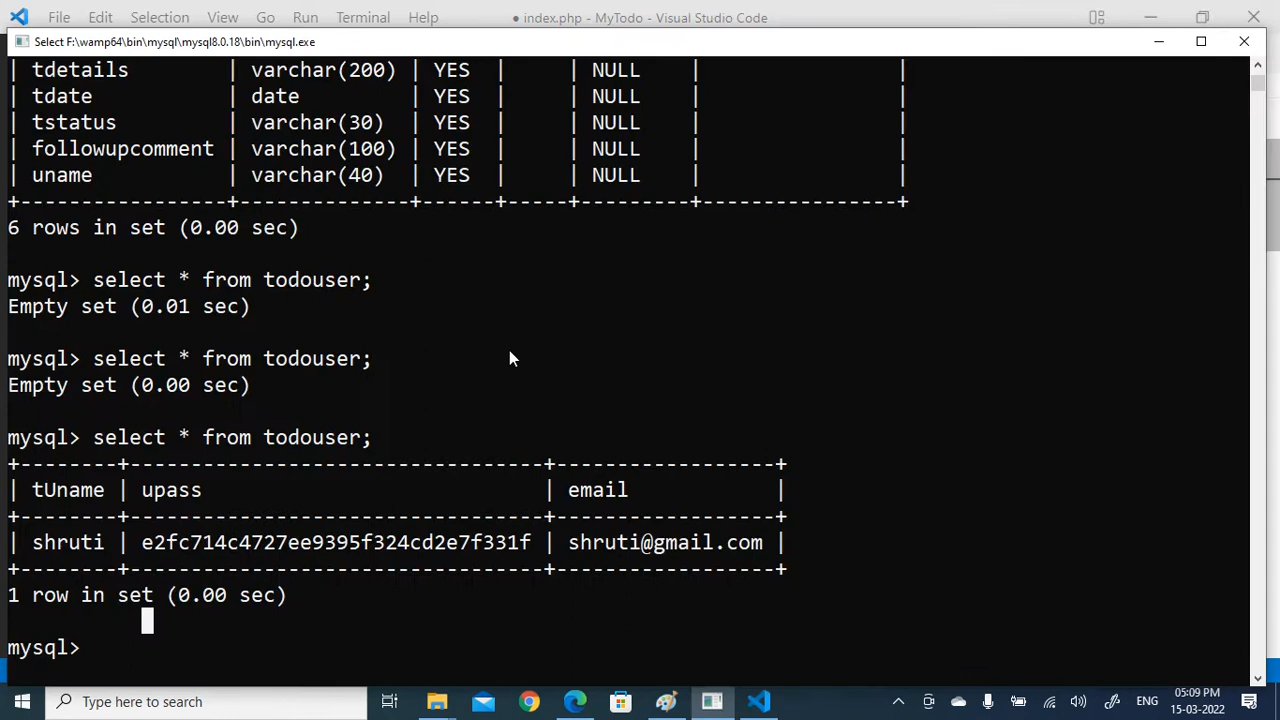 File Edit Selection View Go Run Terminal Help ● index.php - MyTodo - Visual Studio Code
Select F:\wamp64\bin\mysql\mysql8.0.18\bin\mysql.exe
| tdetails | varchar(200) | YES | | NULL | |
| tdate | date | YES | | NULL | |
| tstatus | varchar(30) | YES | | NULL | |
| followupcomment | varchar(100) | YES | | NULL | |
| uname | varchar(40) | YES | | NULL | |
+-----------------+--------------+------+-----+---------+----------------+
6 rows in set (0.00 sec)
mysql> select * from todouser;
Empty set (0.01 sec)
mysql> select * from todouser;
Empty set (0.00 sec)
mysql> select * from todouser;
+--------+----------------------------------+------------------+
| tUname | upass | email |
+--------+----------------------------------+------------------+
| shruti | e2fc714c4727ee9395f324cd2e7f331f | shruti@gmail.com |
+--------+----------------------------------+------------------+
1 row in set (0.00 sec)
mysql>
Type here to search
ENG
05:09 PM
15-03-2022